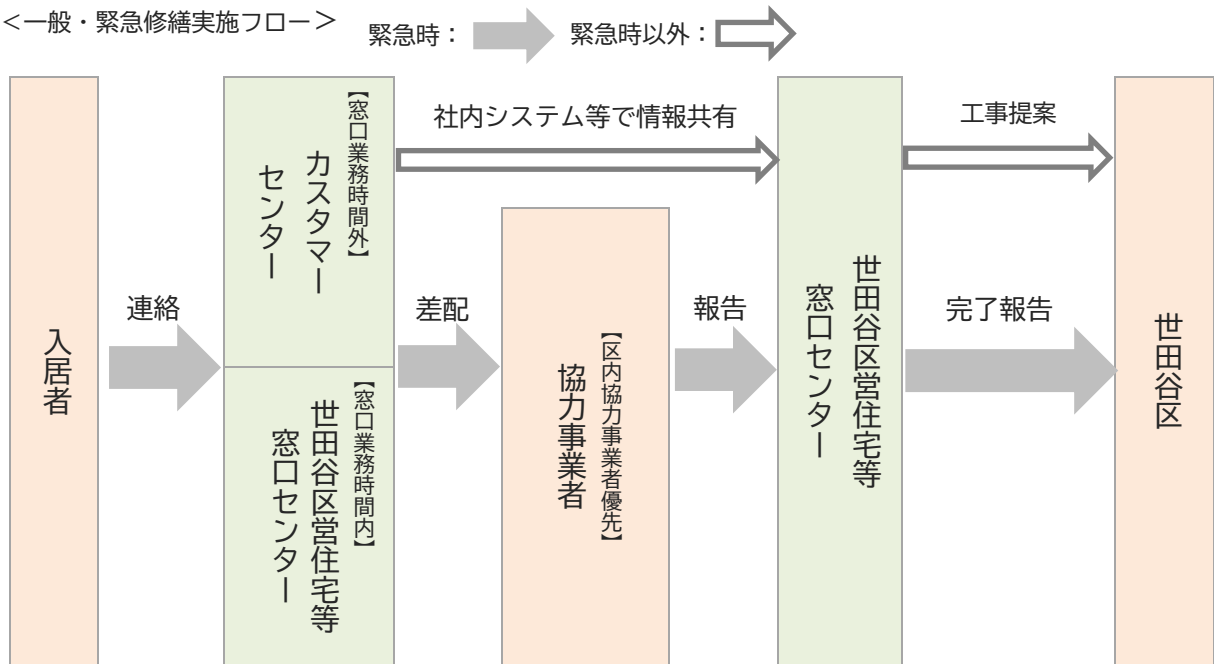 <一般・緊急修繕実施フロー>
緊急時：
緊急時以外：
入居者
連絡
【窓口業務時間外】
カスタマー
センター
【窓口業務時間内】
世田谷区営住宅等
窓口センター
社内システム等で情報共有
差配
【区内協力事業者優先】
協力事業者
報告
世田谷区営住宅等
窓口センター
工事提案
完了報告
世田谷区